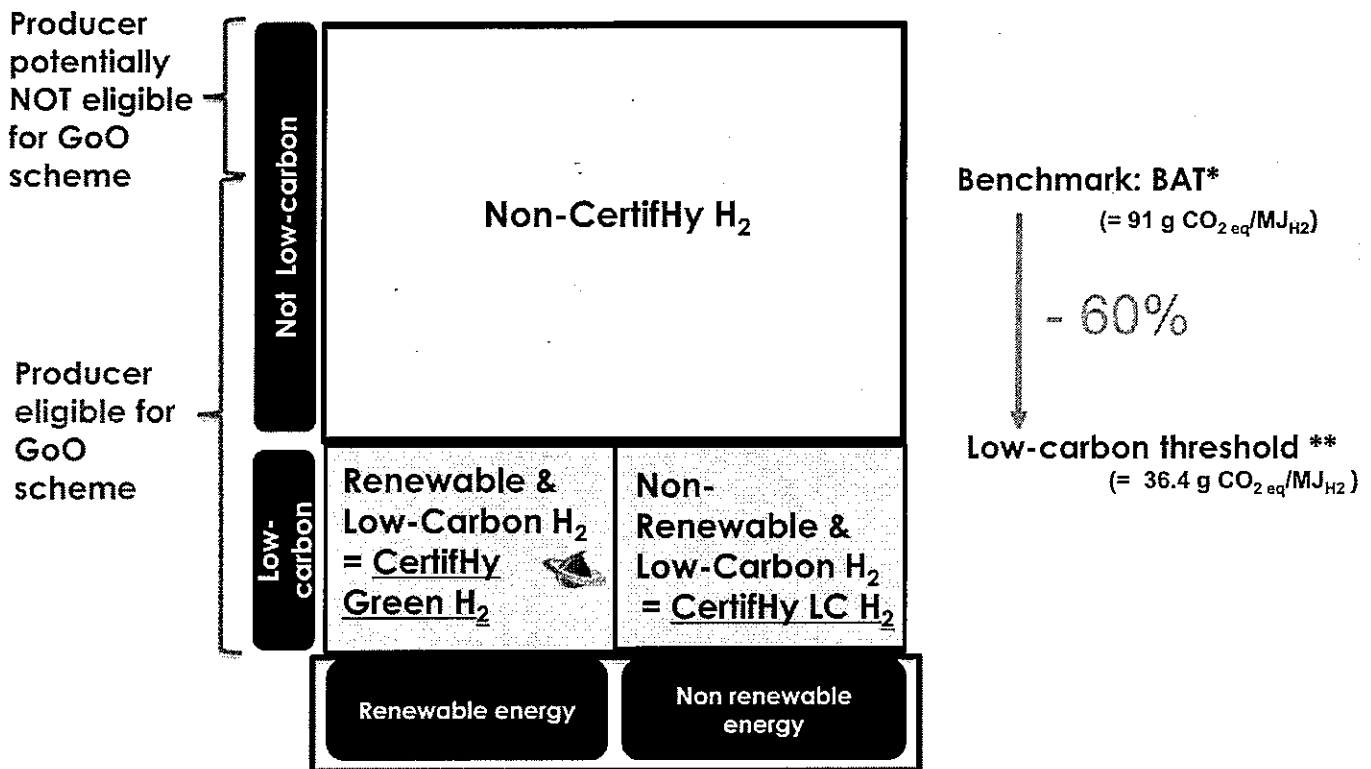 Producer
potentially
NOT eligible
for GoO
scheme
Producer
eligible for
GoO
scheme
Not Low-carbon
Low-
carbon
Non-CertifHy H₂
Renewable &
Low-Carbon H₂
= CertifHy
Green H₂
Non-
Renewable &
Low-Carbon H₂
= CertifHy LC H₂
Renewable energy
Non renewable
energy
Benchmark: BAT*
(= 91 g CO₂ eq/MJ_H2)
- 60%
Low-carbon threshold **
(= 36.4 g CO₂ eq/MJ_H2 )